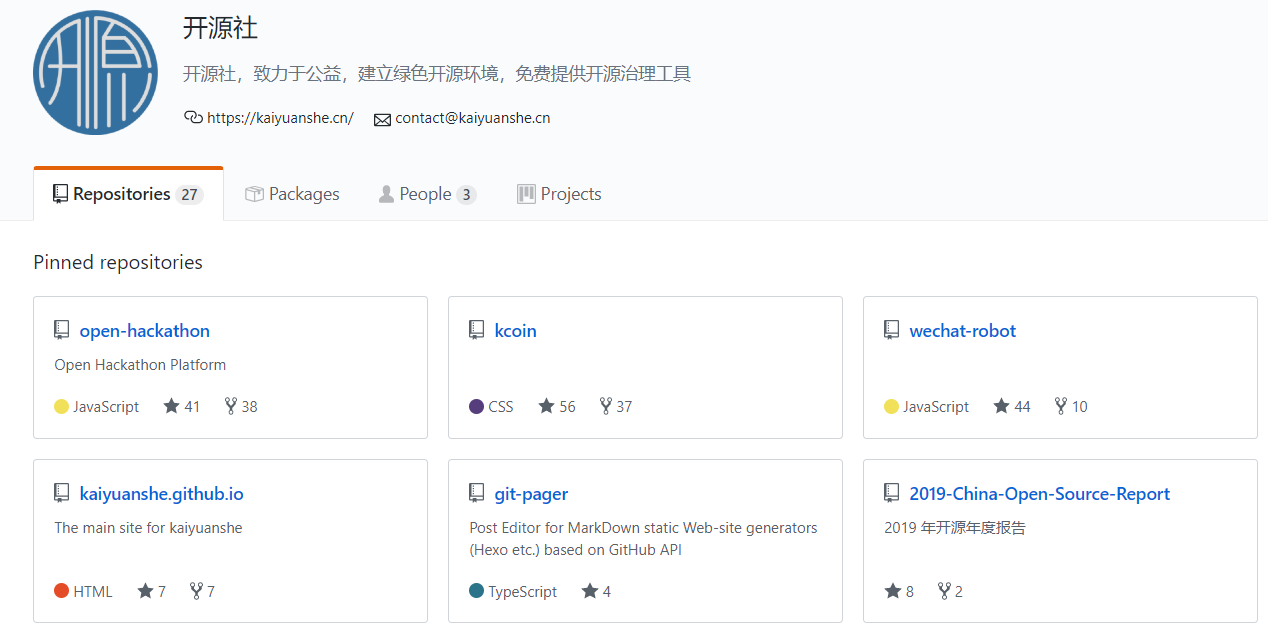 开源社
开源社，致力于公益，建立绿色开源环境，免费提供开源治理工具
https://kaiyuanshe.cn/ contact@kaiyuanshe.cn
Repositories 27 Packages People 3 Projects
Pinned repositories
open-hackathon
Open Hackathon Platform
JavaScript 41 38
kcoin
CSS 56 37
wechat-robot
JavaScript 44 10
kaiyuanshe.github.io
The main site for kaiyuanshe
HTML 7 7
git-pager
Post Editor for MarkDown static Web-site generators
(Hexo etc.) based on GitHub API
TypeScript 4
2019-China-Open-Source-Report
2019 年开源年度报告
8 2